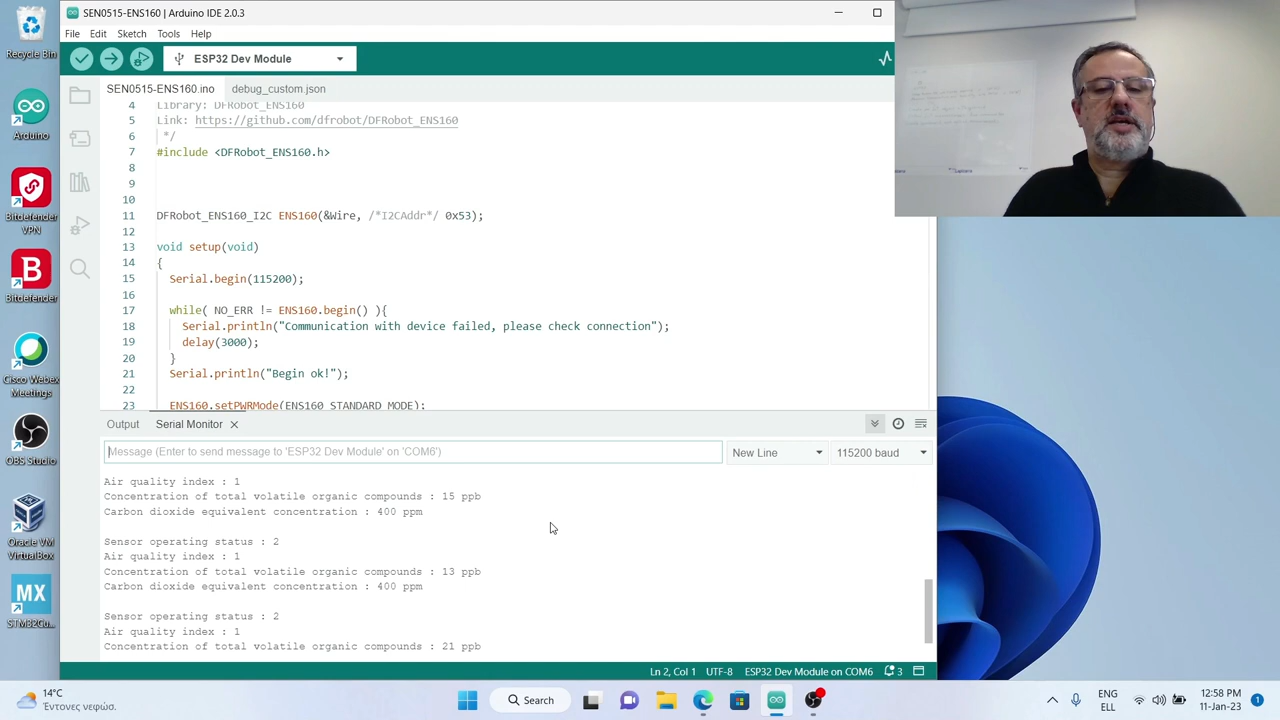 SEN0515-ENS160 | Arduino IDE 2.0.3
File Edit Sketch Tools Help
ESP32 Dev Module
SEN0515-ENS160.ino debug_custom.json
4 Library: DFRobot_ENS160
5 Link: https://github.com/dfrobot/DFRobot_ENS160
6 */
7 #include <DFRobot_ENS160.h>
8
9
10
11 DFRobot_ENS160_I2C ENS160(&Wire, /*I2CAddr*/ 0x53);
12
13 void setup(void)
14 {
15 Serial.begin(115200);
16
17 while( NO_ERR != ENS160.begin() ){
18 Serial.println("Communication with device failed, please check connection");
19 delay(3000);
20 }
21 Serial.println("Begin ok!");
22
23 ENS160.setPWRMode(ENS160_STANDARD_MODE);
Output Serial Monitor
Message (Enter to send message to 'ESP32 Dev Module' on 'COM6')
New Line 115200 baud
Air quality index : 1
Concentration of total volatile organic compounds : 15 ppb
Carbon dioxide equivalent concentration : 400 ppm
Sensor operating status : 2
Air quality index : 1
Concentration of total volatile organic compounds : 13 ppb
Carbon dioxide equivalent concentration : 400 ppm
Sensor operating status : 2
Air quality index : 1
Concentration of total volatile organic compounds : 21 ppb
Ln 2, Col 1 UTF-8 ESP32 Dev Module on COM6 3
Recycle Bin
Arduino
Bitdefender
VPN
Bitdefender
Cisco Webex
Meetings
OBS Studio
Oracle VM
VirtualBox
MX
STM32Cu...
14°C
Έντονες νεφώσ.
Search
ENG
ELL
12:58 PM
11-Jan-23
1